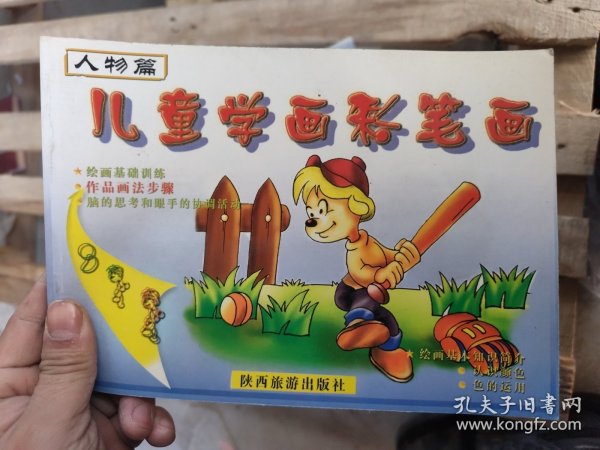 人物篇
儿童学画彩笔画
★ 绘画基础训练
● 作品画法步骤
● 脑的思考和眼手的协调活动
★ 绘画基本知识简介
● 认识颜色
● 色的运用
陕西旅游出版社
孔夫子旧书网
www.kongfz.com